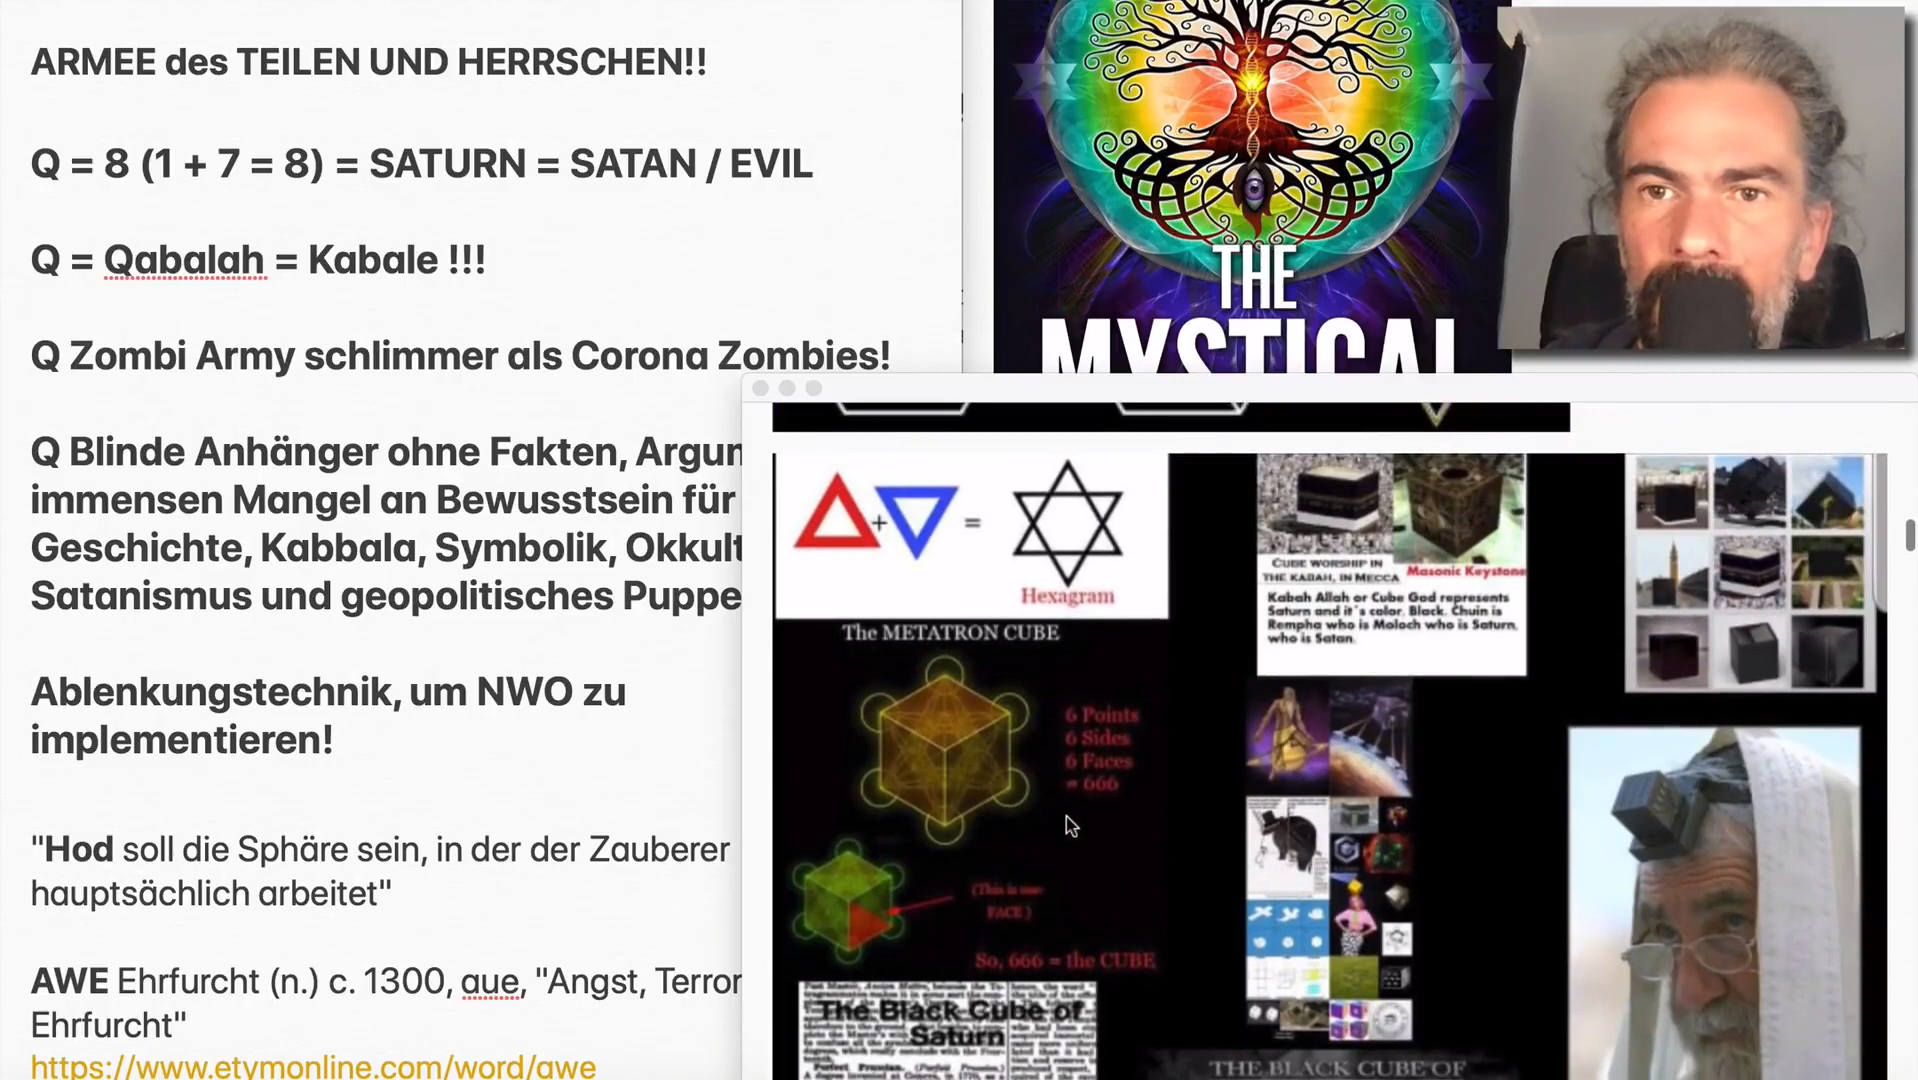 ARMEE des TEILEN UND HERRSCHEN!!
Q = 8 (1 + 7 = 8) = SATURN = SATAN / EVIL
Q = Qabalah = Kabale !!!
Q Zombi Army schlimmer als Corona Zombies!
Q Blinde Anhänger ohne Fakten, Argun
immensen Mangel an Bewusstsein für
Geschichte, Kabbala, Symbolik, Okkult
Satanismus und geopolitisches Puppe
Ablenkungstechnik, um NWO zu
implementieren!
"Hod soll die Sphäre sein, in der der Zauberer
hauptsächlich arbeitet"
AWE Ehrfurcht (n.) c. 1300, aue, "Angst, Terror
Ehrfurcht"
https://www.etymonline.com/word/awe
THE
MYSTICAL
+ =
Hexagram
The METATRON CUBE
6 Points
6 Sides
6 Faces
= 666
(This is one
FACE )
So, 666 = the CUBE
The Black Cube of
Saturn
CUBE WORSHIP IN
THE KABAH, IN MECCA
Masonic Keystone
Kabah Allah or Cube God represents
Saturn and it's color, Black. Chuin is
Rempha who is Moloch who is Saturn,
who is Satan.
THE BLACK CUBE OF